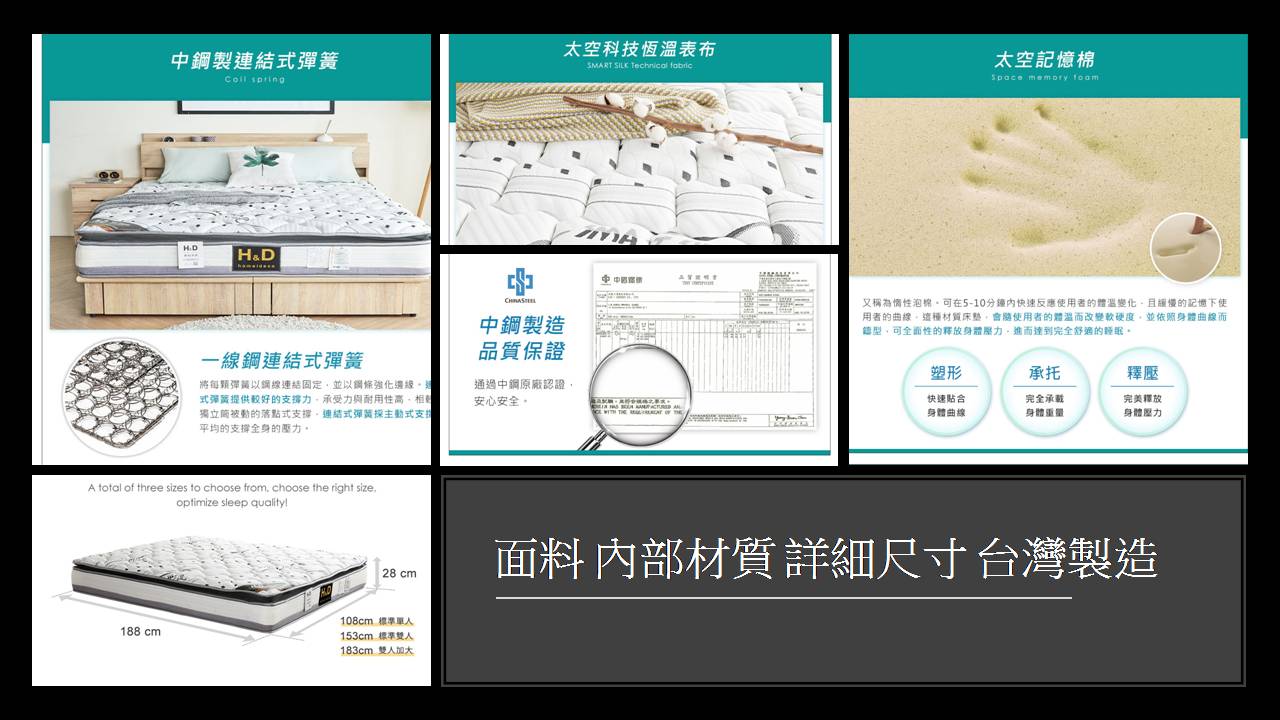 中鋼製連結式彈簧
Coil spring
H&D
H&D
homeideco
一線鋼連結式彈簧
將每顆彈簧以鋼線連結固定，並以鋼條強化邊緣。連
式彈簧提供較好的支撐力，承受力與耐用性高，相較
獨立筒被動的落點式支撐，連結式彈簧採主動式支撐
平均的支撐全身的壓力。
太空科技恆溫表布
SMART SILK Technical fabric
CHINASTEEL
中鋼製造
品質保證
通過中鋼原廠認證，
安心安全。
中國鋼鐵
品質證明書
TEST CERTIFICATE
太空記憶棉
Space memory foam
又稱為惰性泡棉。可在5-10分鐘內快速反應使用者的體溫變化，且緩慢的記憶下使
用者的曲線，這種材質床墊，會隨使用者的體溫而改變軟硬度，並依照身體曲線而
鑄型，可全面性的釋放身體壓力，進而達到完全舒適的睡眠。
塑形
快速貼合
身體曲線
承托
完全承載
身體重量
釋壓
完美釋放
身體壓力
A total of three sizes to choose from, choose the right size,
optimize sleep quality!
H&D
28 cm
188 cm
108cm 標準單人
153cm 標準雙人
183cm 雙人加大
面料 內部材質 詳細尺寸 台灣製造